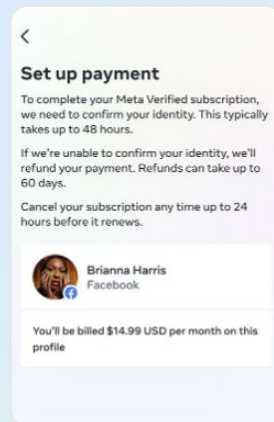 Set up payment
To complete your Meta Verified subscription,
we need to confirm your identity. This typically
takes up to 48 hours.
If we're unable to confirm your identity, we'll
refund your payment. Refunds can take up to
60 days.
Cancel your subscription any time up to 24
hours before it renews.
Brianna Harris
Facebook
You'll be billed $14.99 USD per month on this
profile